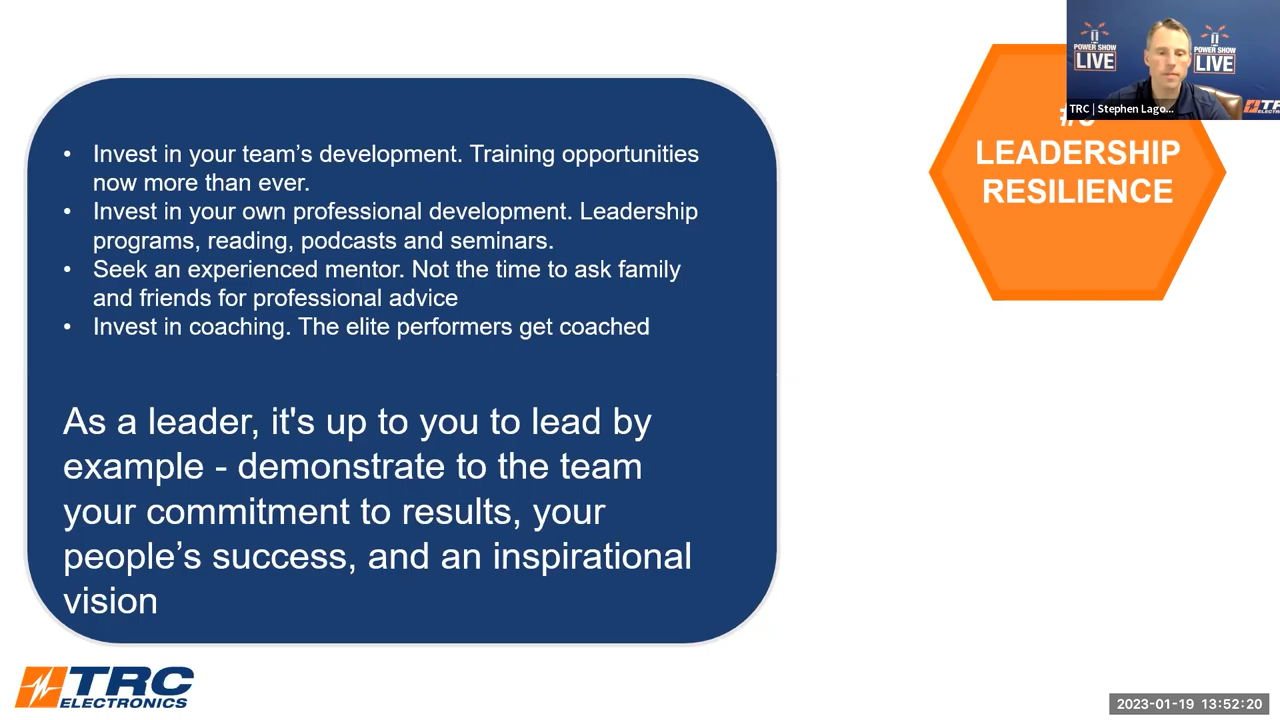 • Invest in your team’s development. Training opportunities
now more than ever.
• Invest in your own professional development. Leadership
programs, reading, podcasts and seminars.
• Seek an experienced mentor. Not the time to ask family
and friends for professional advice
• Invest in coaching. The elite performers get coached
As a leader, it's up to you to lead by
example - demonstrate to the team
your commitment to results, your
people’s success, and an inspirational
vision
LEADERSHIP
RESILIENCE
POWER SHOW
LIVE
POWER SHOW
LIVE
TRC | Stephen Lago...
TRC
ELECTRONICS
2023-01-19 13:52:20